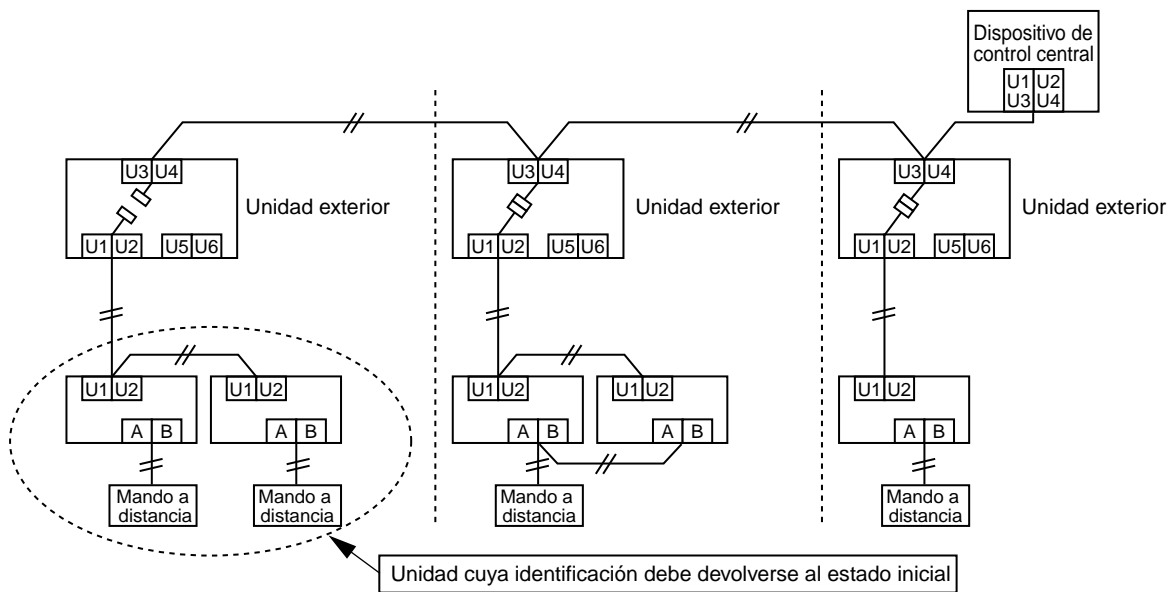 Dispositivo de
control central
U1 U2
U3 U4
U3 U4
Unidad exterior
U1 U2
U5 U6
U3 U4
Unidad exterior
U1 U2
U5 U6
U3 U4
Unidad exterior
U1 U2
U5 U6
U1 U2
A B
Mando a
distancia
U1 U2
A B
Mando a
distancia
U1 U2
A B
Mando a
distancia
U1 U2
A B
U1 U2
A B
Mando a
distancia
Unidad cuya identificación debe devolverse al estado inicial